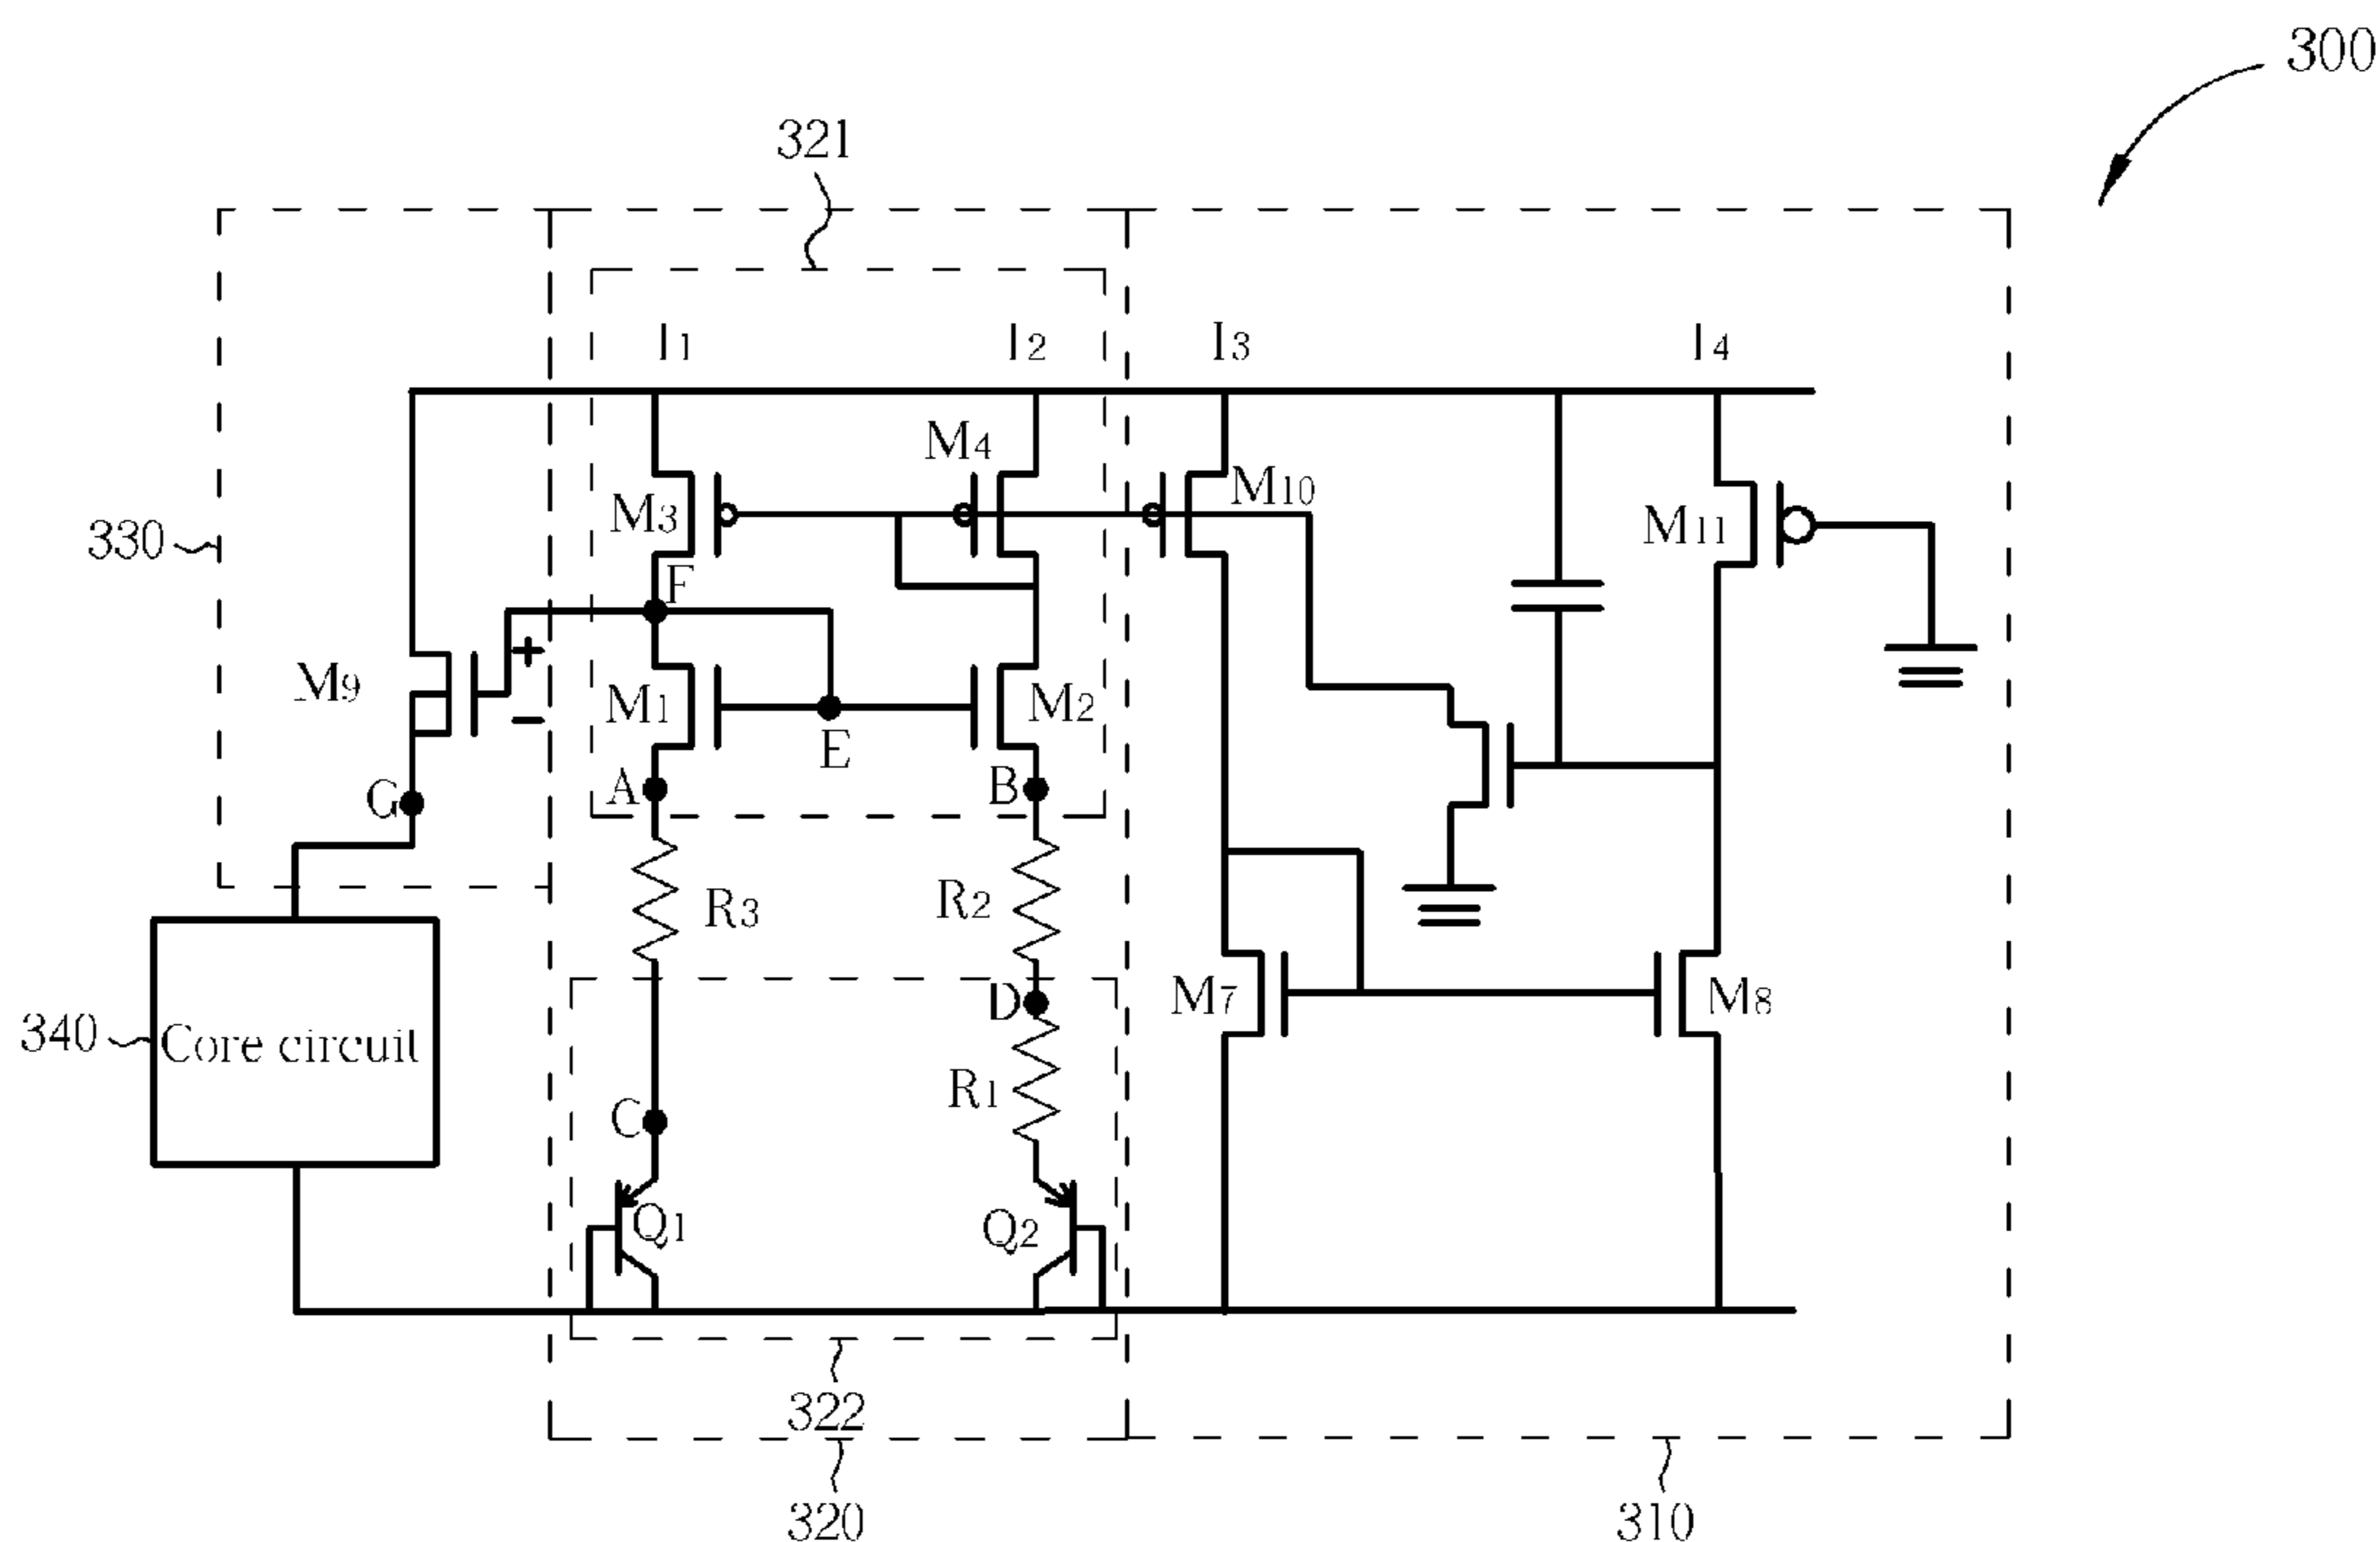 300
321
I1 I2 I3 I4
M4
M10
M3
M11
330
F
+
M9
M1
M2
−
E
A
B
G
R3
R2
M7
M8
D
340
Core circuit
R1
C
Q1
Q2
322
320
310